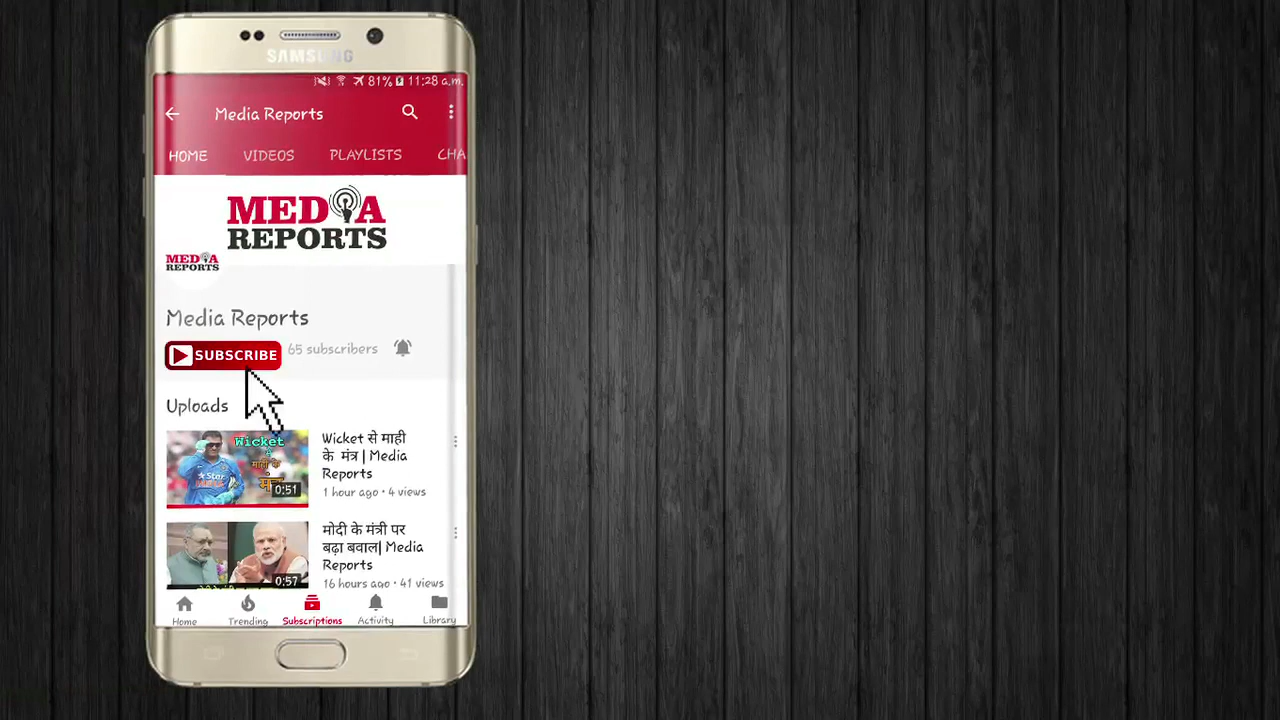 SAMSUNG
81% 11:28 a.m.
Media Reports
HOME VIDEOS PLAYLISTS CHA
MEDIA
REPORTS
MEDIA
REPORTS
Media Reports
SUBSCRIBE 65 subscribers
Uploads
Wicket
से
माही के
मंत्र
0:51
Wicket से माही
के मंत्र | Media
Reports
1 hour ago • 4 views
0:57
मोदी के मंत्री पर
बढ़ा बवाल| Media
Reports
16 hours ago • 41 views
Home Trending Subscriptions Activity Library